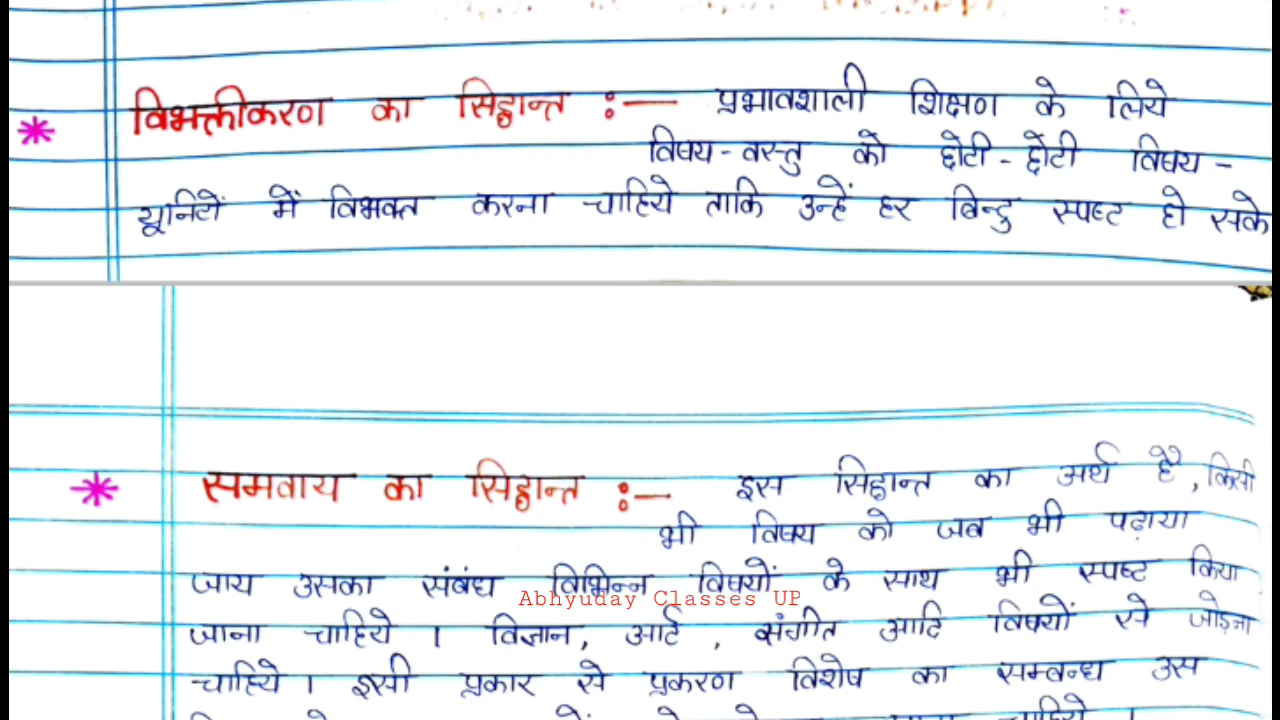 विभक्तीकरण का सिद्धान्त :— प्रभावशाली शिक्षण के लिये
विषय-वस्तु को छोटी-छोटी विषय-
यूनिटों में विभक्त करना चाहिये ताकि उन्हें हर बिन्दु स्पष्ट हो सके
समवाय का सिद्धान्त :— इस सिद्धान्त का अर्थ है, किसी
भी विषय को जब भी पढ़ाया
जाय उसका संबंध विभिन्न विषयों के साथ भी स्पष्ट किया
Abhyuday Classes UP
जाना चाहिये । विज्ञान, आर्ट, संगीत आदि विषयों से जोड़ना
चाहिये । इसी प्रकार से प्रकरण विशेष का सम्बन्ध उस
चाहिये ।